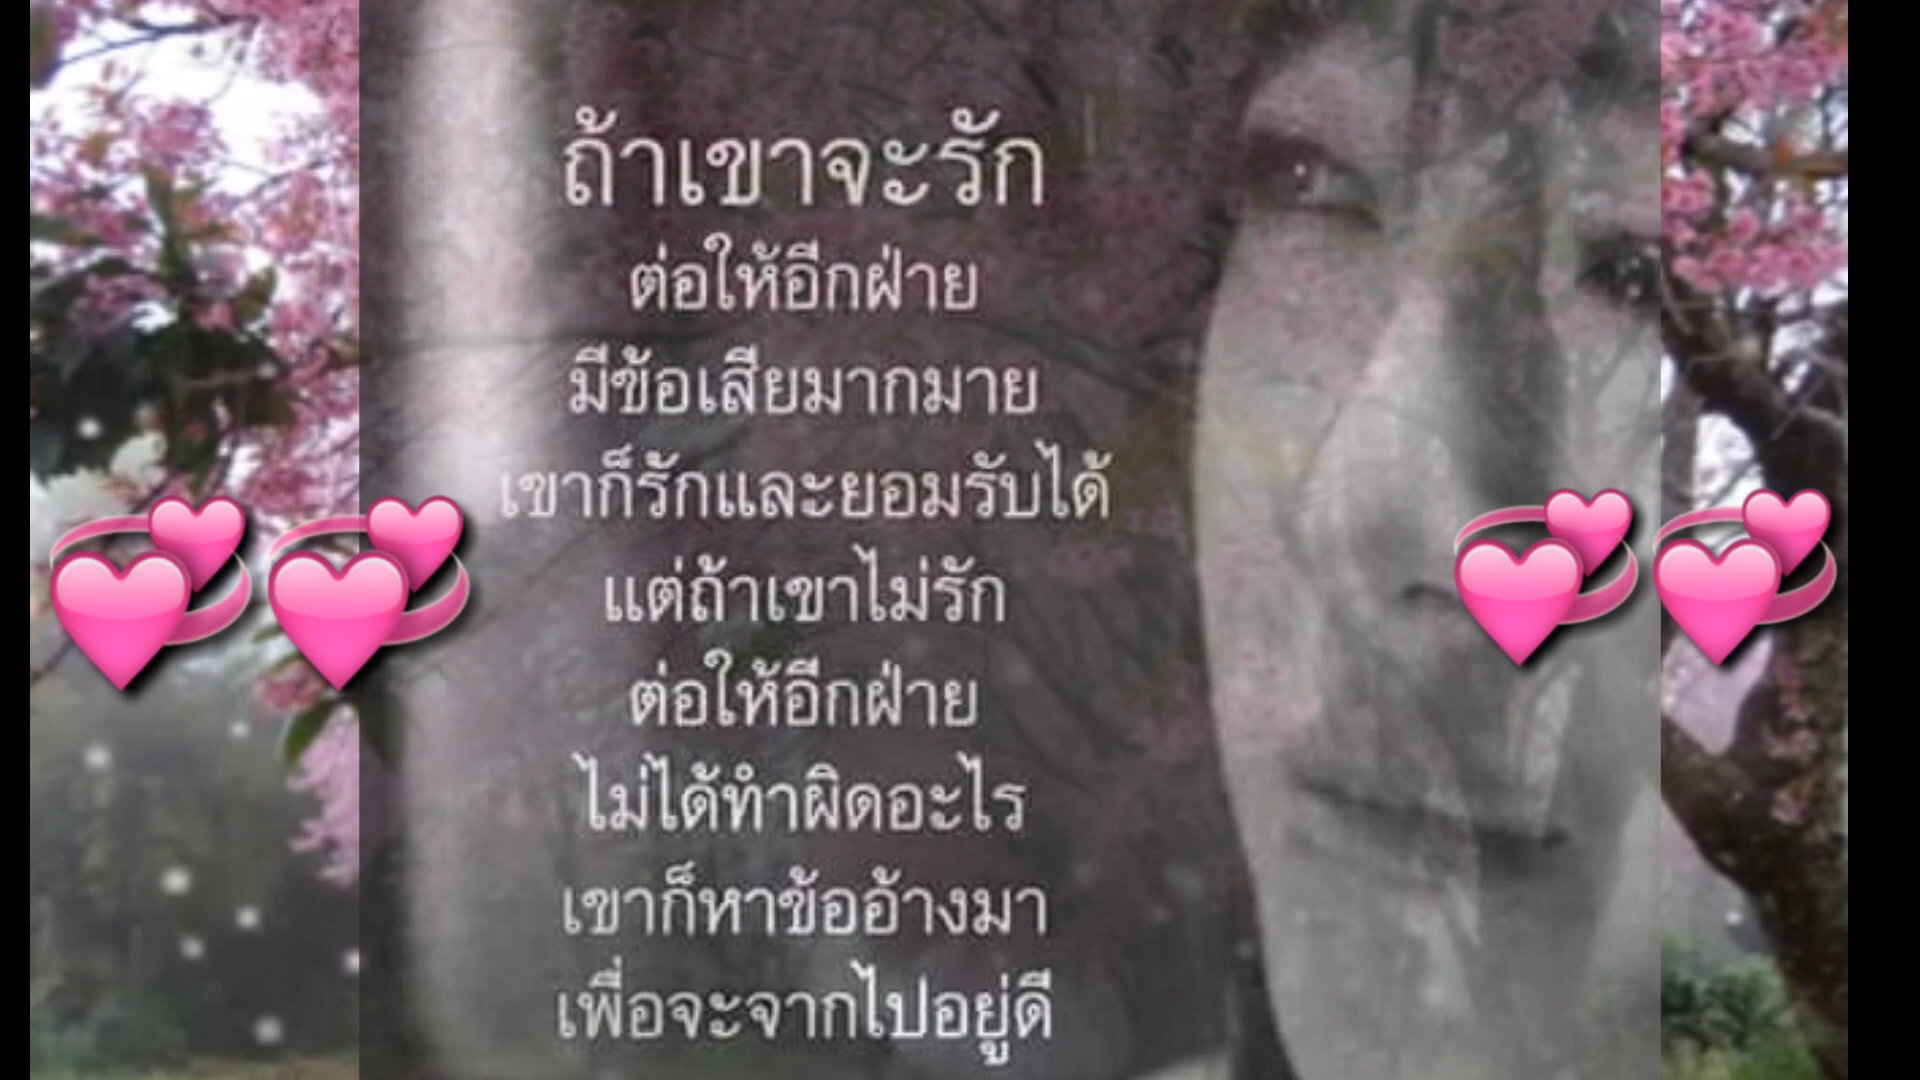 ถ้าเขาจะรัก
ต่อให้อีกฝ่าย
มีข้อเสียมากมาย
เขาก็รักและยอมรับได้
แต่ถ้าเขาไม่รัก
ต่อให้อีกฝ่าย
ไม่ได้ทำผิดอะไร
เขาก็หาข้ออ้างมา
เพื่อจะจากไปอยู่ดี